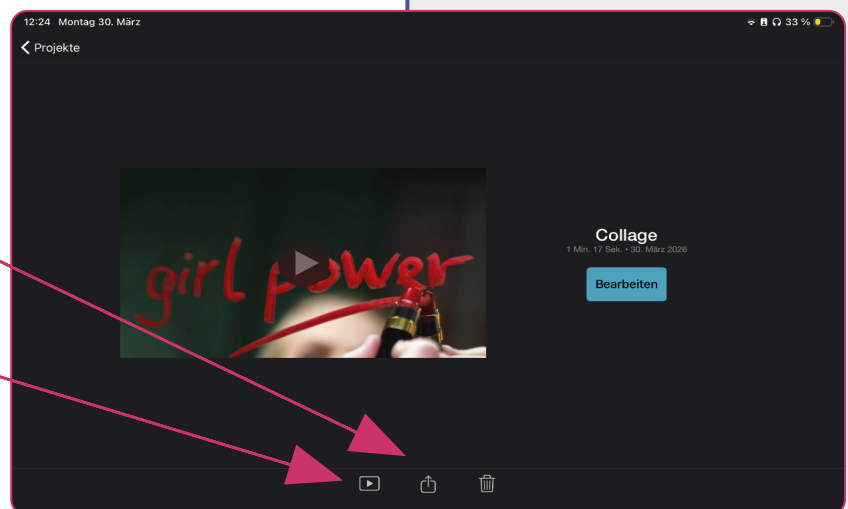 12:24 Montag 30. März
33 %
Projekte
girl power
Collage
1 Min. 17 Sek. • 30. März 2026
Bearbeiten